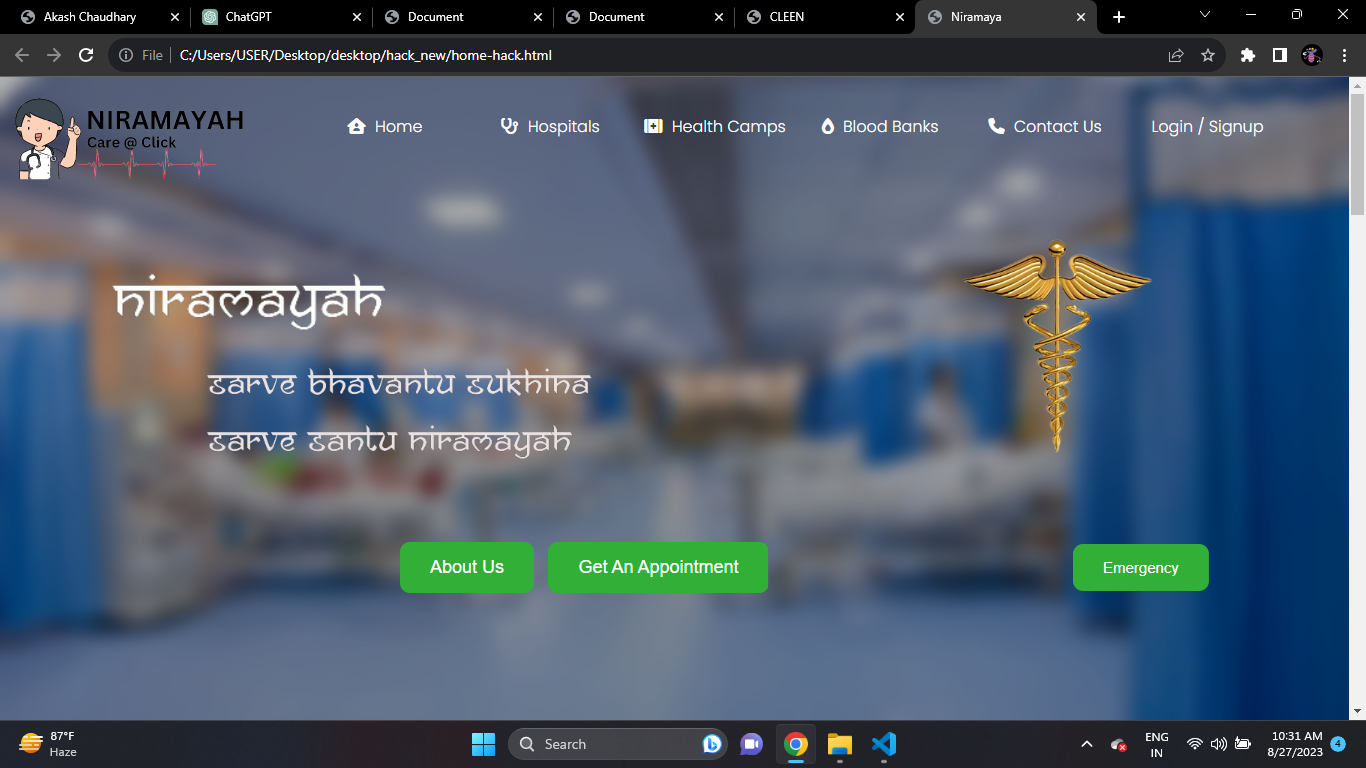 Akash Chaudhary
ChatGPT
Document
Document
CLEEN
Niramaya
File
C:/Users/USER/Desktop/desktop/hack_new/home-hack.html
NIRAMAYAH
Care @ Click
Home
Hospitals
Health Camps
Blood Banks
Contact Us
Login / Signup
NIRAMAYAH
SARVE BHAVANTU SUKHINA
SARVE SANTU NIRAMAYAH
About Us
Get An Appointment
Emergency
87°F
Haze
Search
ENG
IN
10:31 AM
8/27/2023
4